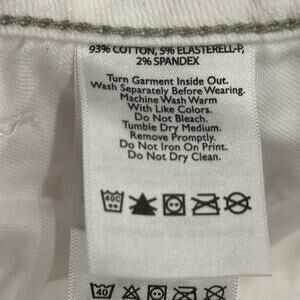 93% COTTON, 5% ELASTERELL-P,
2% SPANDEX
Turn Garment Inside Out.
Wash Separately Before Wearing.
Machine Wash Warm
With Like Colors.
Do Not Bleach.
Tumble Dry Medium.
Remove Promptly.
Do Not Iron On Print.
Do Not Dry Clean.
40C
40